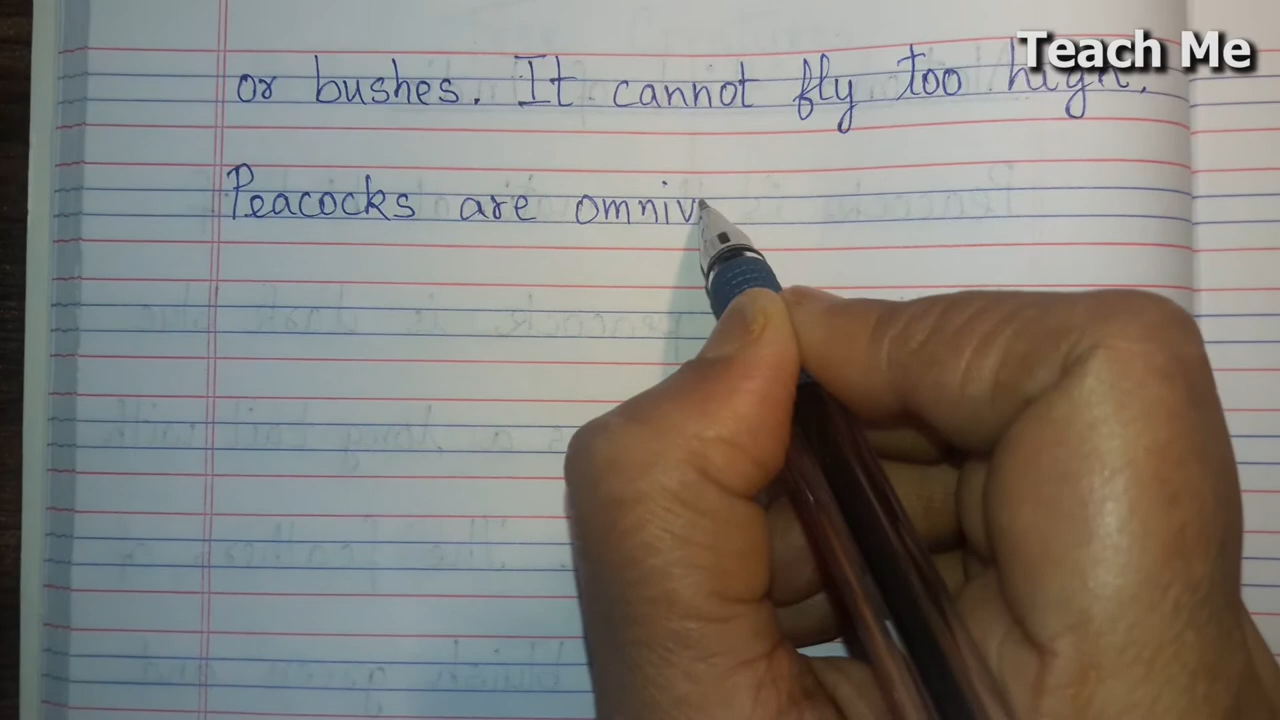 Teach Me
or bushes. It cannot fly too high.
Peacocks are omniv